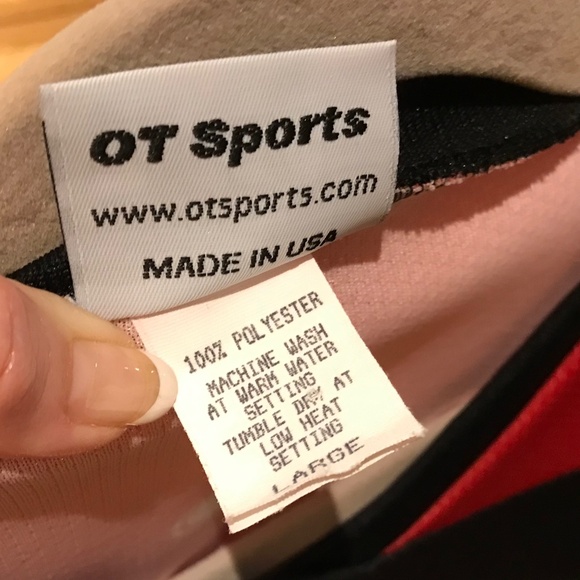 OT Sports
www.otsports.com
MADE IN USA
100% POLYESTER
MACHINE WASH
AT WARM WATER
SETTING
TUMBLE DRY AT
LOW HEAT
SETTING
LARGE